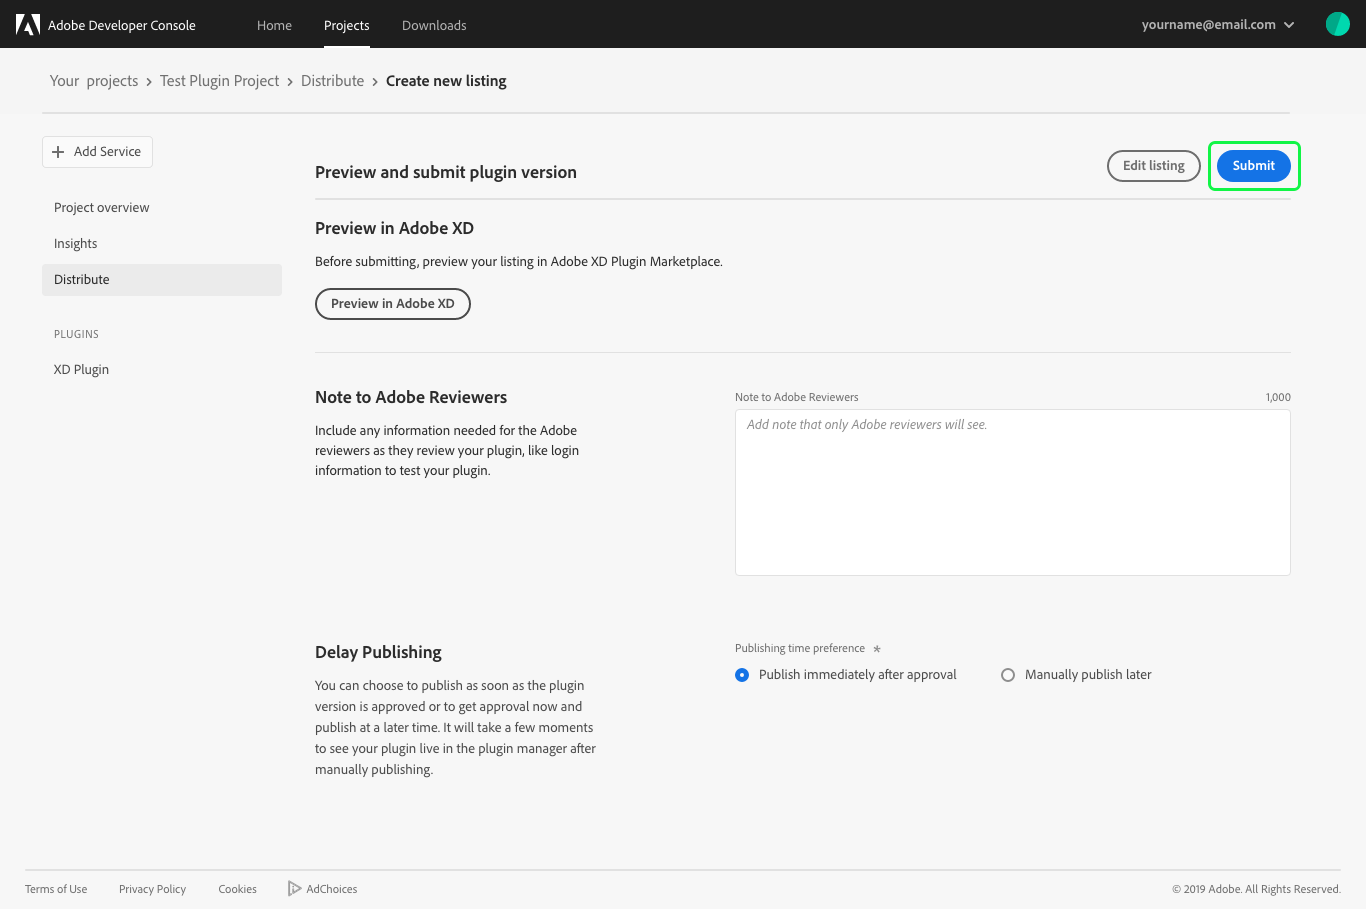 Adobe Developer Console Home Projects Downloads yourname@email.com
Your projects > Test Plugin Project > Distribute > Create new listing
Add Service
Project overview
Insights
Distribute
PLUGINS
XD Plugin
Preview and submit plugin version
Edit listing
Submit
Preview in Adobe XD
Before submitting, preview your listing in Adobe XD Plugin Marketplace.
Preview in Adobe XD
Note to Adobe Reviewers
Include any information needed for the Adobe
reviewers as they review your plugin, like login
information to test your plugin.
Note to Adobe Reviewers 1,000
Add note that only Adobe reviewers will see.
Delay Publishing
You can choose to publish as soon as the plugin
version is approved or to get approval now and
publish at a later time. It will take a few moments
to see your plugin live in the plugin manager after
manually publishing.
Publishing time preference *
Publish immediately after approval Manually publish later
Terms of Use Privacy Policy Cookies AdChoices © 2019 Adobe. All Rights Reserved.